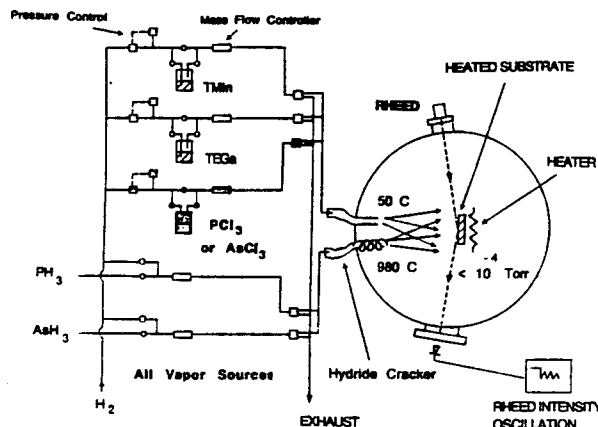 Pressure Control
Mass Flow Controller
TMIn
TEGa
PCl3
or AsCl3
PH3
AsH3
H2
All Vapor Sources
EXHAUST
Hydride Cracker
50 C
980 C
RHEED
HEATED SUBSTRATE
HEATER
-4
< 10 Torr
RHEED INTENSITY
OSCILLATION